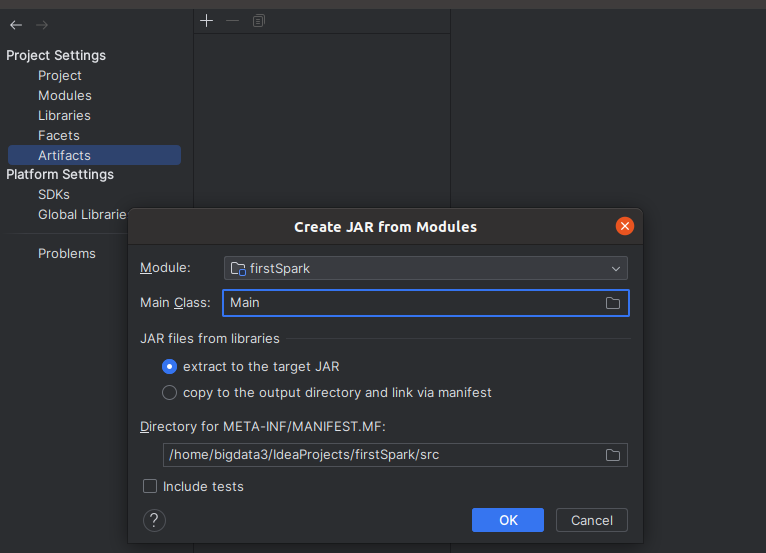 Project Settings
Project
Modules
Libraries
Facets
Artifacts
Platform Settings
SDKs
Global Librarie
Problems
Create JAR from Modules
Module: firstSpark
Main Class: Main
JAR files from libraries
extract to the target JAR
copy to the output directory and link via manifest
Directory for META-INF/MANIFEST.MF:
/home/bigdata3/IdeaProjects/firstSpark/src
Include tests
? OK Cancel